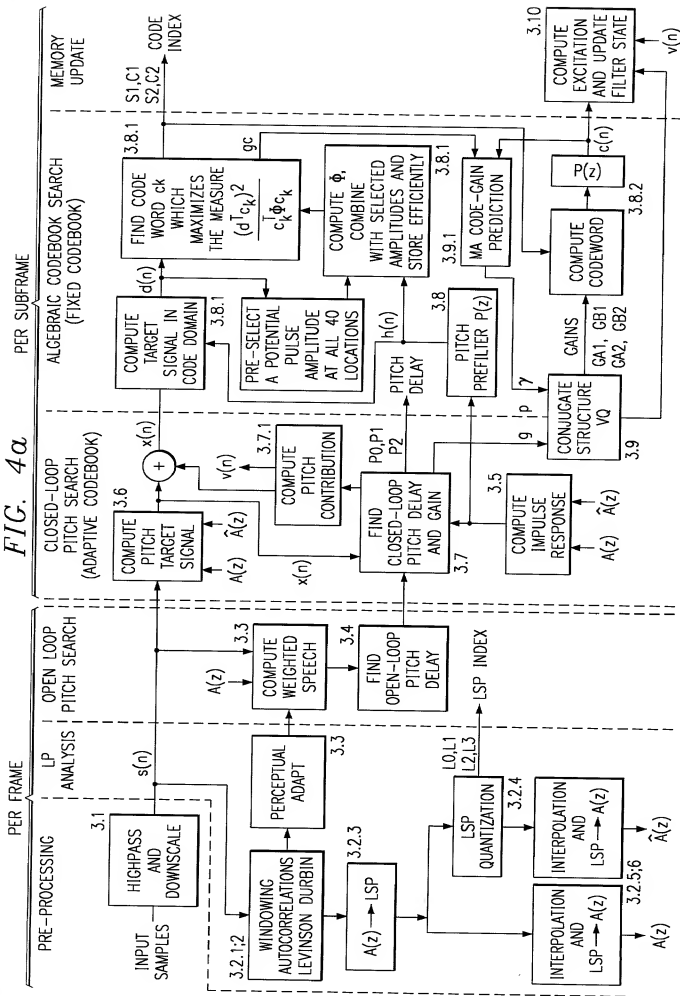 FIG. 4a
PER FRAME
PER SUBFRAME
PRE-PROCESSING
LP
ANALYSIS
OPEN LOOP
PITCH SEARCH
CLOSED-LOOP
PITCH SEARCH
(ADAPTIVE CODEBOOK)
ALGEBRAIC CODEBOOK SEARCH
(FIXED CODEBOOK)
MEMORY
UPDATE
INPUT
SAMPLES
3.1
HIGHPASS
AND
DOWNSCALE
s(n)
3.2.1;2
WINDOWING
AUTOCORRELATIONS
LEVINSON DURBIN
3.2.3
A(z) → LSP
PERCEPTUAL
ADAPT
3.3
LSP
QUANTIZATION
3.2.4
L0,L1
L2,L3
LSP INDEX
INTERPOLATION
AND
LSP → A(z)
A(z)
3.2.5;6
INTERPOLATION
AND
LSP → A(z)
Â(z)
A(z)
3.3
COMPUTE
WEIGHTED
SPEECH
3.4
FIND
OPEN-LOOP
PITCH
DELAY
3.6
COMPUTE
PITCH
TARGET
SIGNAL
A(z)
Â(z)
x(n)
+
x(n)
v(n)
3.7.1
COMPUTE
PITCH
CONTRIBUTION
FIND
CLOSED-LOOP
PITCH DELAY
AND GAIN
3.7
P0,P1
P2
PITCH
DELAY
g
p
3.5
COMPUTE
IMPULSE
RESPONSE
A(z)
Â(z)
COMPUTE
TARGET
SIGNAL IN
CODE DOMAIN
3.8.1
d(n)
PRE-SELECT
A POTENTIAL
PULSE
AMPLITUDE
AT ALL 40
LOCATIONS
h(n)
3.8
PITCH
PREFILTER P(z)
γ
CONJUGATE
STRUCTURE
VQ
3.9
3.8.1
FIND CODE
WORD ck
WHICH
MAXIMIZES
THE MEASURE
(dᵀck)²
ckᵀΦck
gc
S1,C1
S2,C2
CODE
INDEX
COMPUTE Φ,
COMBINE
WITH SELECTED
AMPLITUDES AND
STORE EFFICIENTLY
3.8.1
MA CODE-GAIN
PREDICTION
3.9.1
GAINS
GA1, GB1
GA2, GB2
COMPUTE
CODEWORD
P(z)
3.8.2
c(n)
3.10
COMPUTE
EXCITATION
AND UPDATE
FILTER STATE
v(n)